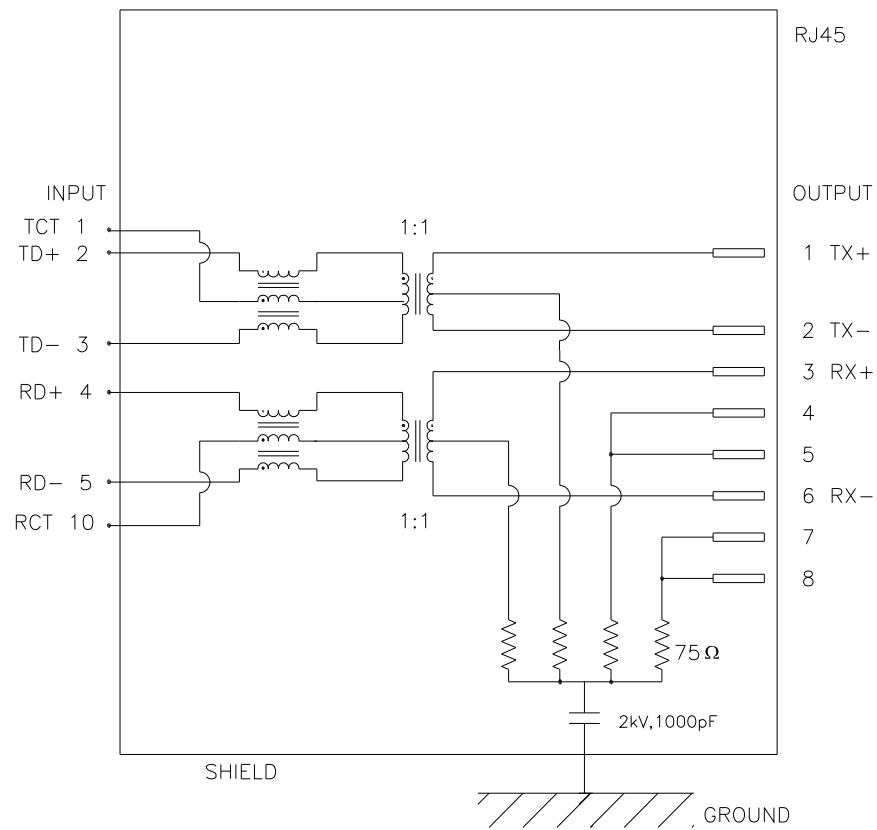 RJ45
INPUT
OUTPUT
TCT 1
1:1
TD+ 2
1 TX+
TD- 3
2 TX-
3 RX+
RD+ 4
4
5
RD- 5
6 RX-
RCT 10
1:1
7
8
75Ω
2kV,1000pF
SHIELD
GROUND